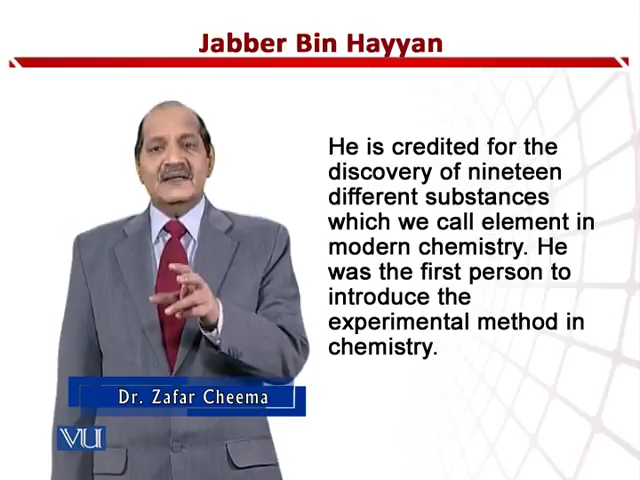 Jabber Bin Hayyan
He is credited for the
discovery of nineteen
different substances
which we call element in
modern chemistry. He
was the first person to
introduce the
experimental method in
chemistry.
Dr. Zafar Cheema
VU